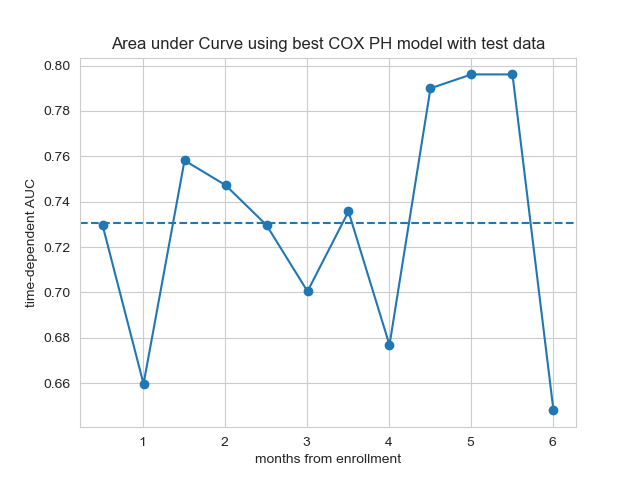 Area under Curve using best COX PH model with test data
time-dependent AUC
0.80
0.78
0.76
0.74
0.72
0.70
0.68
0.66
1 2 3 4 5 6
months from enrollment